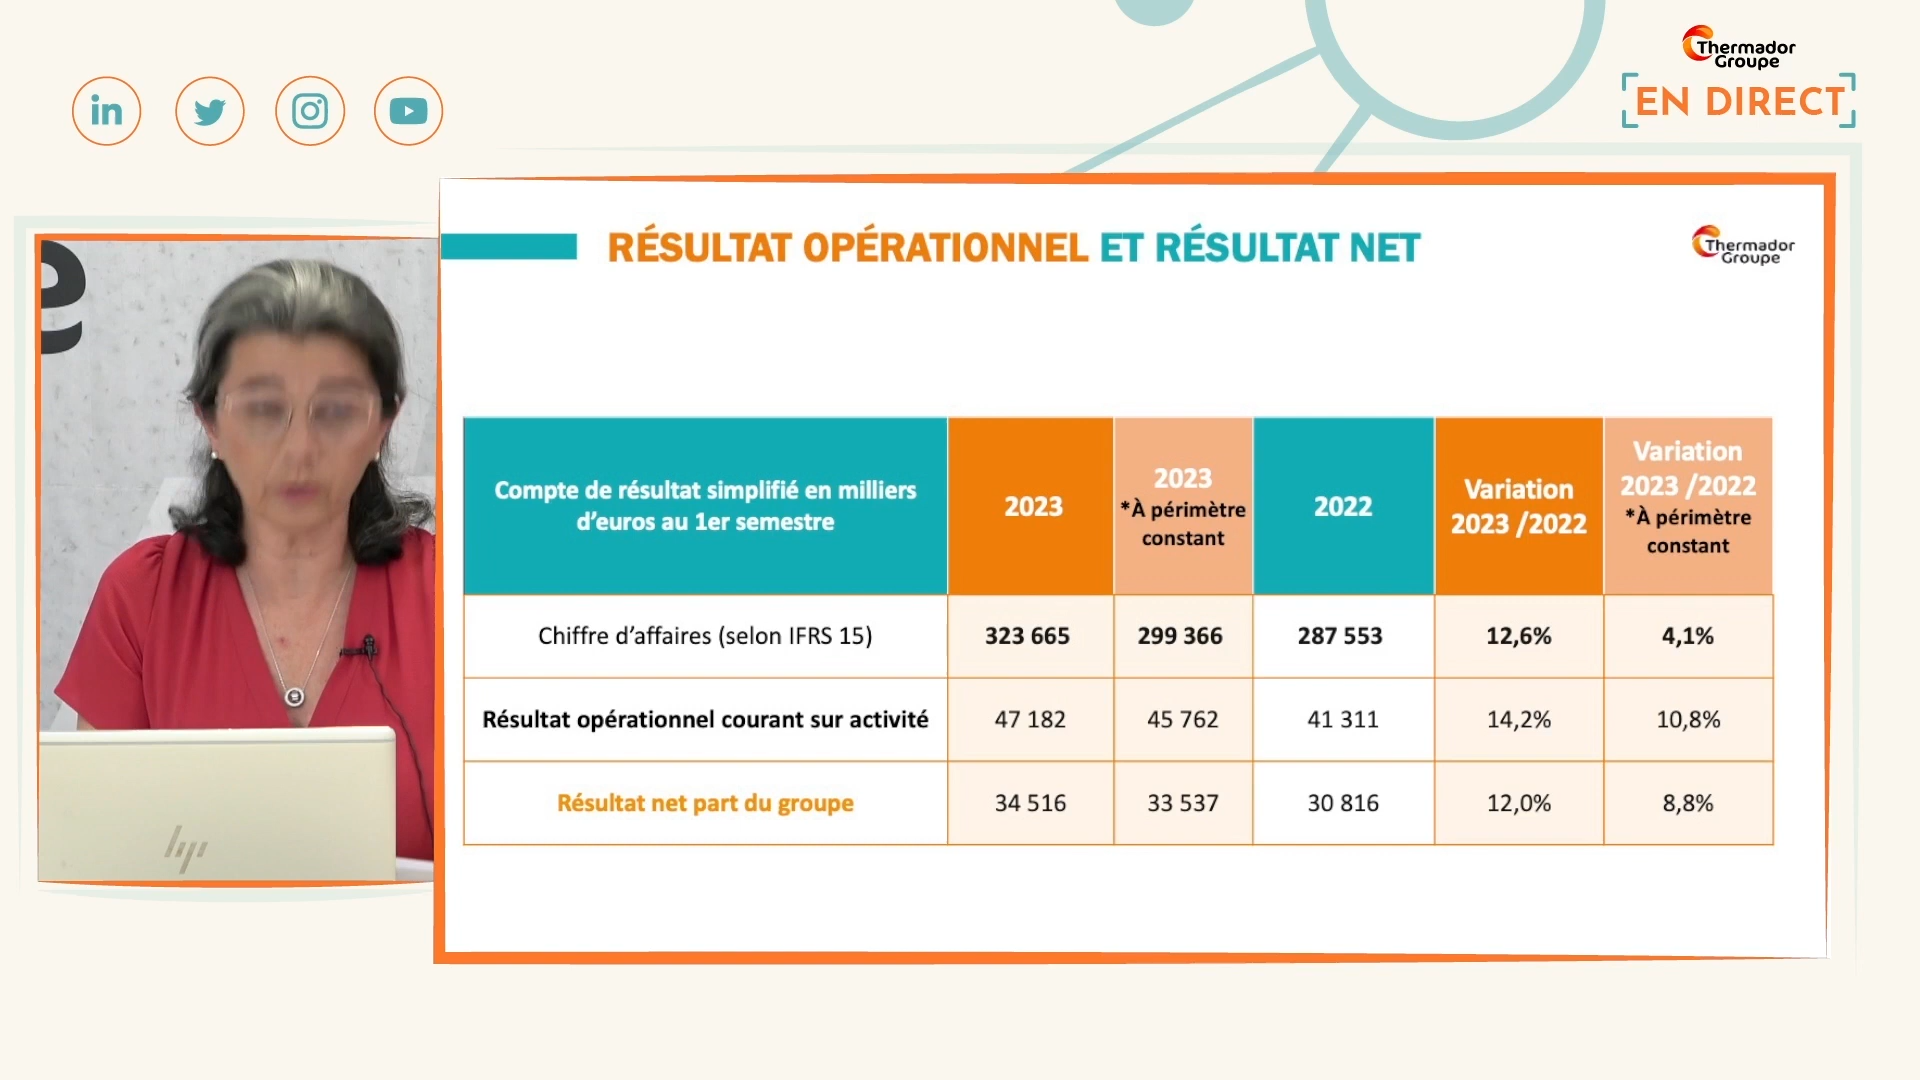 Thermador
Groupe
EN DIRECT
in
e
RÉSULTAT OPÉRATIONNEL ET RÉSULTAT NET
Thermador
Groupe
Compte de résultat simplifié en milliers
d’euros au 1er semestre
2023
2023
*À périmètre
constant
2022
Variation
2023 /2022
Variation
2023 /2022
*À périmètre
constant
Chiffre d’affaires (selon IFRS 15)
323 665
299 366
287 553
12,6%
4,1%
Résultat opérationnel courant sur activité
47 182
45 762
41 311
14,2%
10,8%
Résultat net part du groupe
34 516
33 537
30 816
12,0%
8,8%
hp